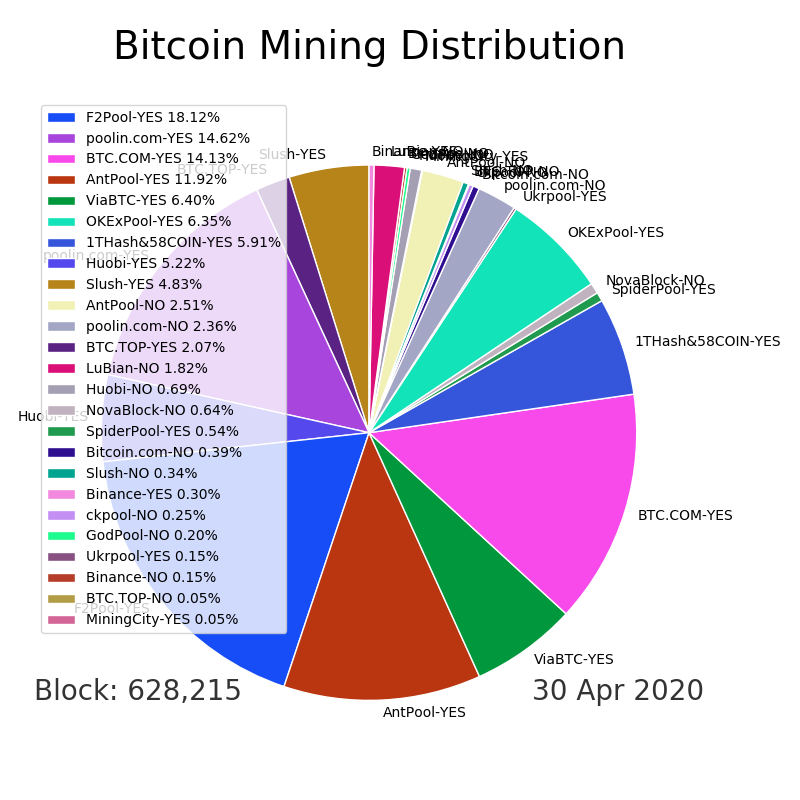 Bitcoin Mining Distribution
F2Pool-YES 18.12%
poolin.com-YES 14.62%
BTC.COM-YES 14.13%
AntPool-YES 11.92%
ViaBTC-YES 6.40%
OKExPool-YES 6.35%
1THash&58COIN-YES 5.91%
Huobi-YES 5.22%
Slush-YES 4.83%
AntPool-NO 2.51%
poolin.com-NO 2.36%
BTC.TOP-YES 2.07%
LuBian-NO 1.82%
Huobi-NO 0.69%
NovaBlock-NO 0.64%
SpiderPool-YES 0.54%
Bitcoin.com-NO 0.39%
Slush-NO 0.34%
Binance-YES 0.30%
ckpool-NO 0.25%
GodPool-NO 0.20%
Ukrpool-YES 0.15%
Binance-NO 0.15%
BTC.TOP-NO 0.05%
MiningCity-YES 0.05%
Slush-YES
BTC.TOP-YES
poolin.com-YES
Huobi-YES
F2Pool-YES
AntPool-YES
ViaBTC-YES
BTC.COM-YES
1THash&58COIN-YES
SpiderPool-YES
NovaBlock-NO
OKExPool-YES
Ukrpool-YES
poolin.com-NO
Bitcoin.com-NO
AntPool-NO
Block: 628,215
30 Apr 2020